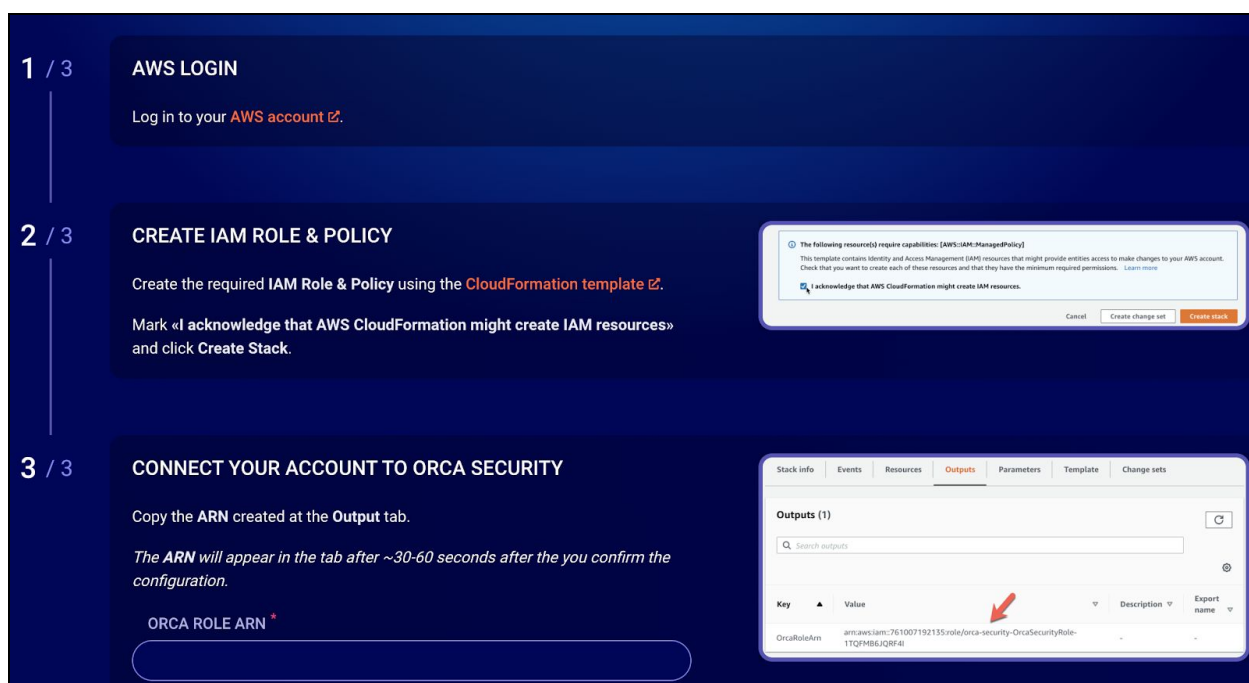 1 / 3
AWS LOGIN
Log in to your AWS account.
2 / 3
CREATE IAM ROLE & POLICY
Create the required IAM Role & Policy using the CloudFormation template.
Mark «I acknowledge that AWS CloudFormation might create IAM resources»
and click Create Stack.
The following resource(s) require capabilities: [AWS::IAM::ManagedPolicy]
This template contains Identity and Access Management (IAM) resources that might provide entities access to make changes to your AWS account.
Check that you want to create each of these resources and that they have the minimum required permissions. Learn more
I acknowledge that AWS CloudFormation might create IAM resources.
Cancel Create change set Create stack
3 / 3
CONNECT YOUR ACCOUNT TO ORCA SECURITY
Copy the ARN created at the Output tab.
The ARN will appear in the tab after ~30-60 seconds after the you confirm the
configuration.
ORCA ROLE ARN *
Stack info Events Resources Outputs Parameters Template Change sets
Outputs (1)
Search outputs
Key Value Description Export
name
OrcaRoleArn arn:aws:iam::761007192135:role/orca-security-OrcaSecurityRole- - -
1TQFMB6JQRF4I